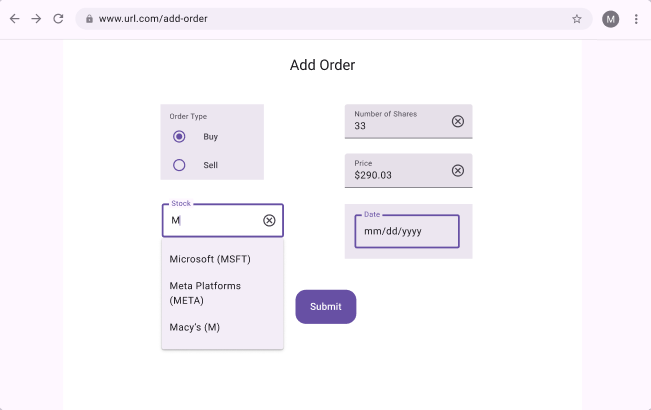 www.url.com/add-order
M
Add Order
Order Type
Buy
Sell
Number of Shares
33
Price
$290.03
Stock
M
Date
mm/dd/yyyy
Microsoft (MSFT)
Meta Platforms
(META)
Macy's (M)
Submit